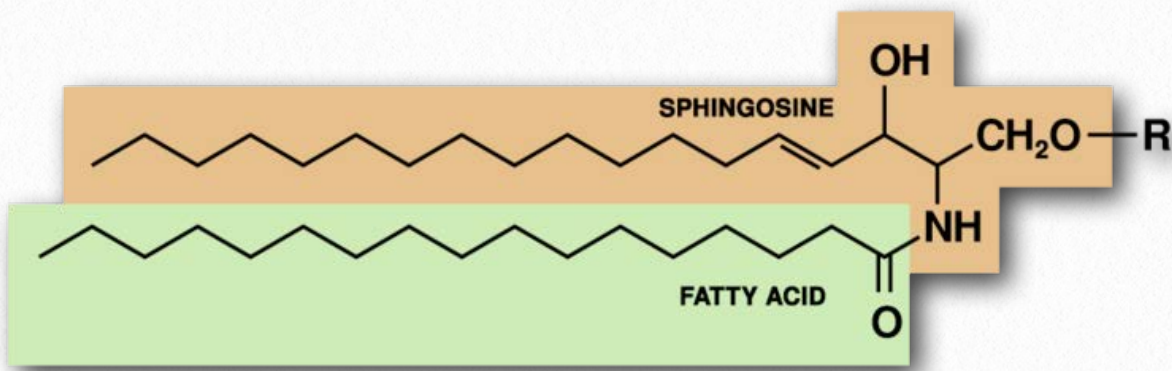 OH
SPHINGOSINE
CH₂O R
NH
FATTY ACID
O